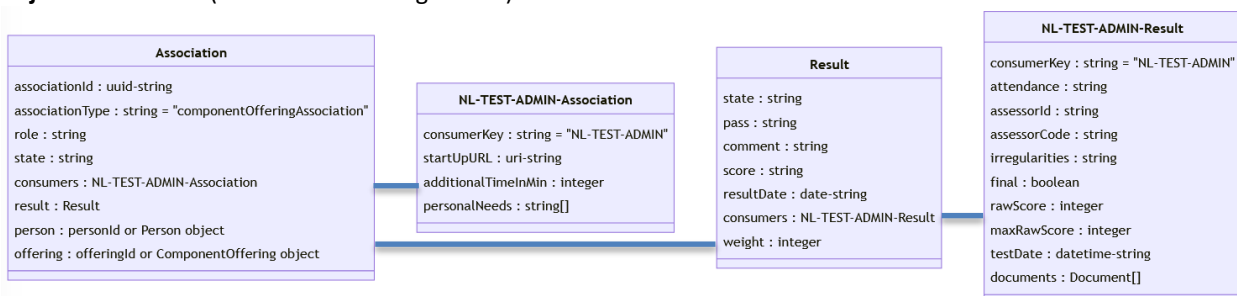 Association
associationId : uuid-string
associationType : string = "componentOfferingAssociation"
role : string
state : string
consumers : NL-TEST-ADMIN-Association
result : Result
person : personId or Person object
offering : offeringId or ComponentOffering object
NL-TEST-ADMIN-Association
consumerKey : string = "NL-TEST-ADMIN"
startUpURL : uri-string
additionalTimeInMin : integer
personalNeeds : string[]
Result
state : string
pass : string
comment : string
score : string
resultDate : date-string
consumers : NL-TEST-ADMIN-Result
weight : integer
NL-TEST-ADMIN-Result
consumerKey : string = "NL-TEST-ADMIN"
attendance : string
assessorId : string
assessorCode : string
irregularities : string
final : boolean
rawScore : integer
maxRawScore : integer
testDate : datetime-string
documents : Document[]